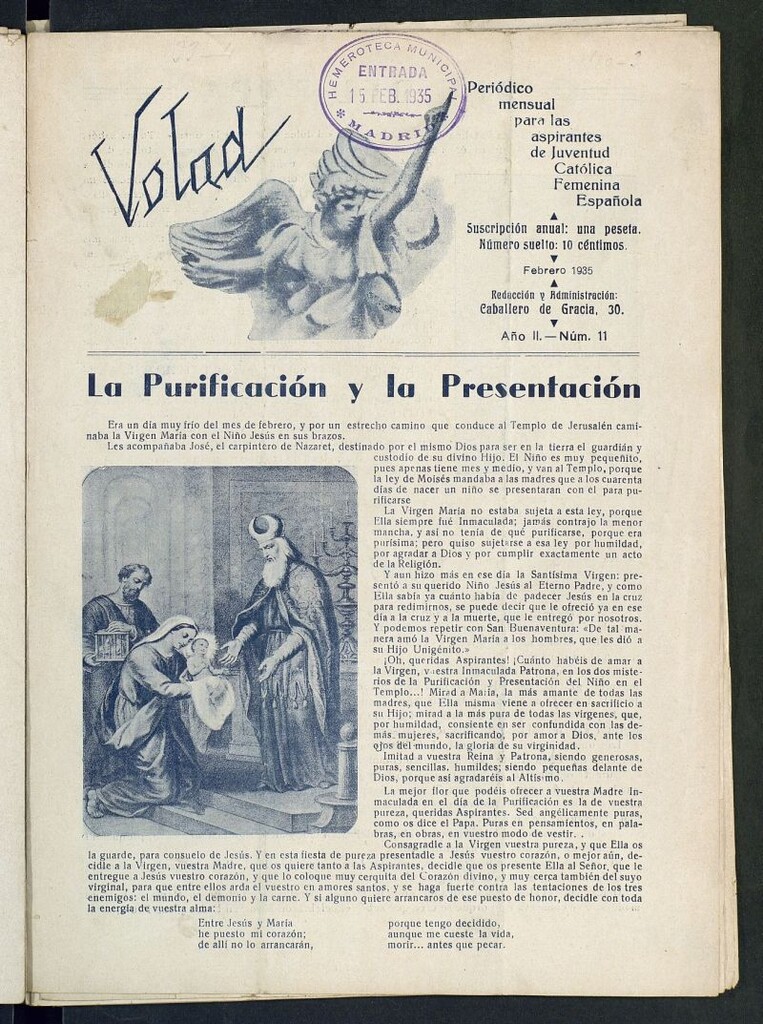 Volad
HEMEROTECA MUNICIPAL
ENTRADA
15 FEB. 1935
* MADRID *
Periódico
mensual
para las
aspirantes
de Juventud
Católica
Femenina
Española
Suscripción anual: una peseta.
Número suelto: 10 céntimos.
Febrero 1935
Redacción y Administración:
Caballero de Gracia, 30.
Año II.—Núm. 11
La Purificación y la Presentación
Era un día muy frío del mes de febrero, y por un estrecho camino que conduce al Templo de Jerusalén cami-
naba la Virgen María con el Niño Jesús en sus brazos.
Les acompañaba José, el carpintero de Nazaret, destinado por el mismo Dios para ser en la tierra el guardián y
custodio de su divino Hijo. El Niño es muy pequeñito,
pues apenas tiene mes y medio, y van al Templo, porque
la ley de Moisés mandaba a las madres que a los cuarenta
días de nacer un niño se presentaran con él para pu-
rificarse
La Virgen María no estaba sujeta a esta ley, porque
Ella siempre fué Inmaculada; jamás contrajo la menor
mancha, y así no tenía de qué purificarse, porque era
purísima; pero quiso sujetarse a esa ley por humildad,
por agradar a Dios y por cumplir exactamente un acto
de la Religión.
Y aun hizo más en ese día la Santísima Virgen: pre-
sentó a su querido Niño Jesús al Eterno Padre, y como
Ella sabía ya cuánto había de padecer Jesús en la cruz
para redimirnos, se puede decir que le ofreció ya en ese
día a la cruz y a la muerte, que le entregó por nosotros.
Y podemos repetir con San Buenaventura: «De tal ma-
nera amó la Virgen María a los hombres, que les dió a
su Hijo Unigénito.»
¡Oh, queridas Aspirantes! ¡Cuánto habéis de amar a
la Virgen, vuestra Inmaculada Patrona, en los dos miste-
rios de la Purificación y Presentación del Niño en el
Templo...! Mirad a María, la más amante de todas las
madres, que Ella misma viene a ofrecer en sacrificio a
su Hijo; mirad a la más pura de todas las vírgenes, que,
por humildad, consiente en ser confundida con las de-
más mujeres, sacrificando, por amor a Dios, ante los
ojos del mundo, la gloria de su virginidad.
Imitad a vuestra Reina y Patrona, siendo generosas,
puras, sencillas, humildes; siendo pequeñas delante de
Dios, porque así agradaréis al Altísimo.
La mejor flor que podéis ofrecer a vuestra Madre In-
maculada en el día de la Purificación es la de vuestra
pureza, queridas Aspirantes. Sed angélicamente puras,
como os dice el Papa. Puras en pensamientos, en pala-
bras, en obras, en vuestro modo de vestir...
Consagradle a la Virgen vuestra pureza, y que Ella os
la guarde, para consuelo de Jesús. Y en esta fiesta de pureza presentadle a Jesús vuestro corazón, o mejor aún, de-
cidle a la Virgen, vuestra Madre, que os quiere tanto a las Aspirantes, decidle que os presente Ella al Señor, que le
entregue a Jesús vuestro corazón, y que lo coloque muy cerquita del Corazón divino, y muy cerca también del suyo
virginal, para que entre ellos arda el vuestro en amores santos, y se haga fuerte contra las tentaciones de los tres
enemigos: el mundo, el demonio y la carne. Y si alguno quiere arrancaros de ese puesto de honor, decidle con toda
la energía de vuestra alma:
Entre Jesús y María
he puesto mi corazón;
de allí no lo arrancarán,
porque tengo decidido,
aunque me cueste la vida,
morir... antes que pecar.